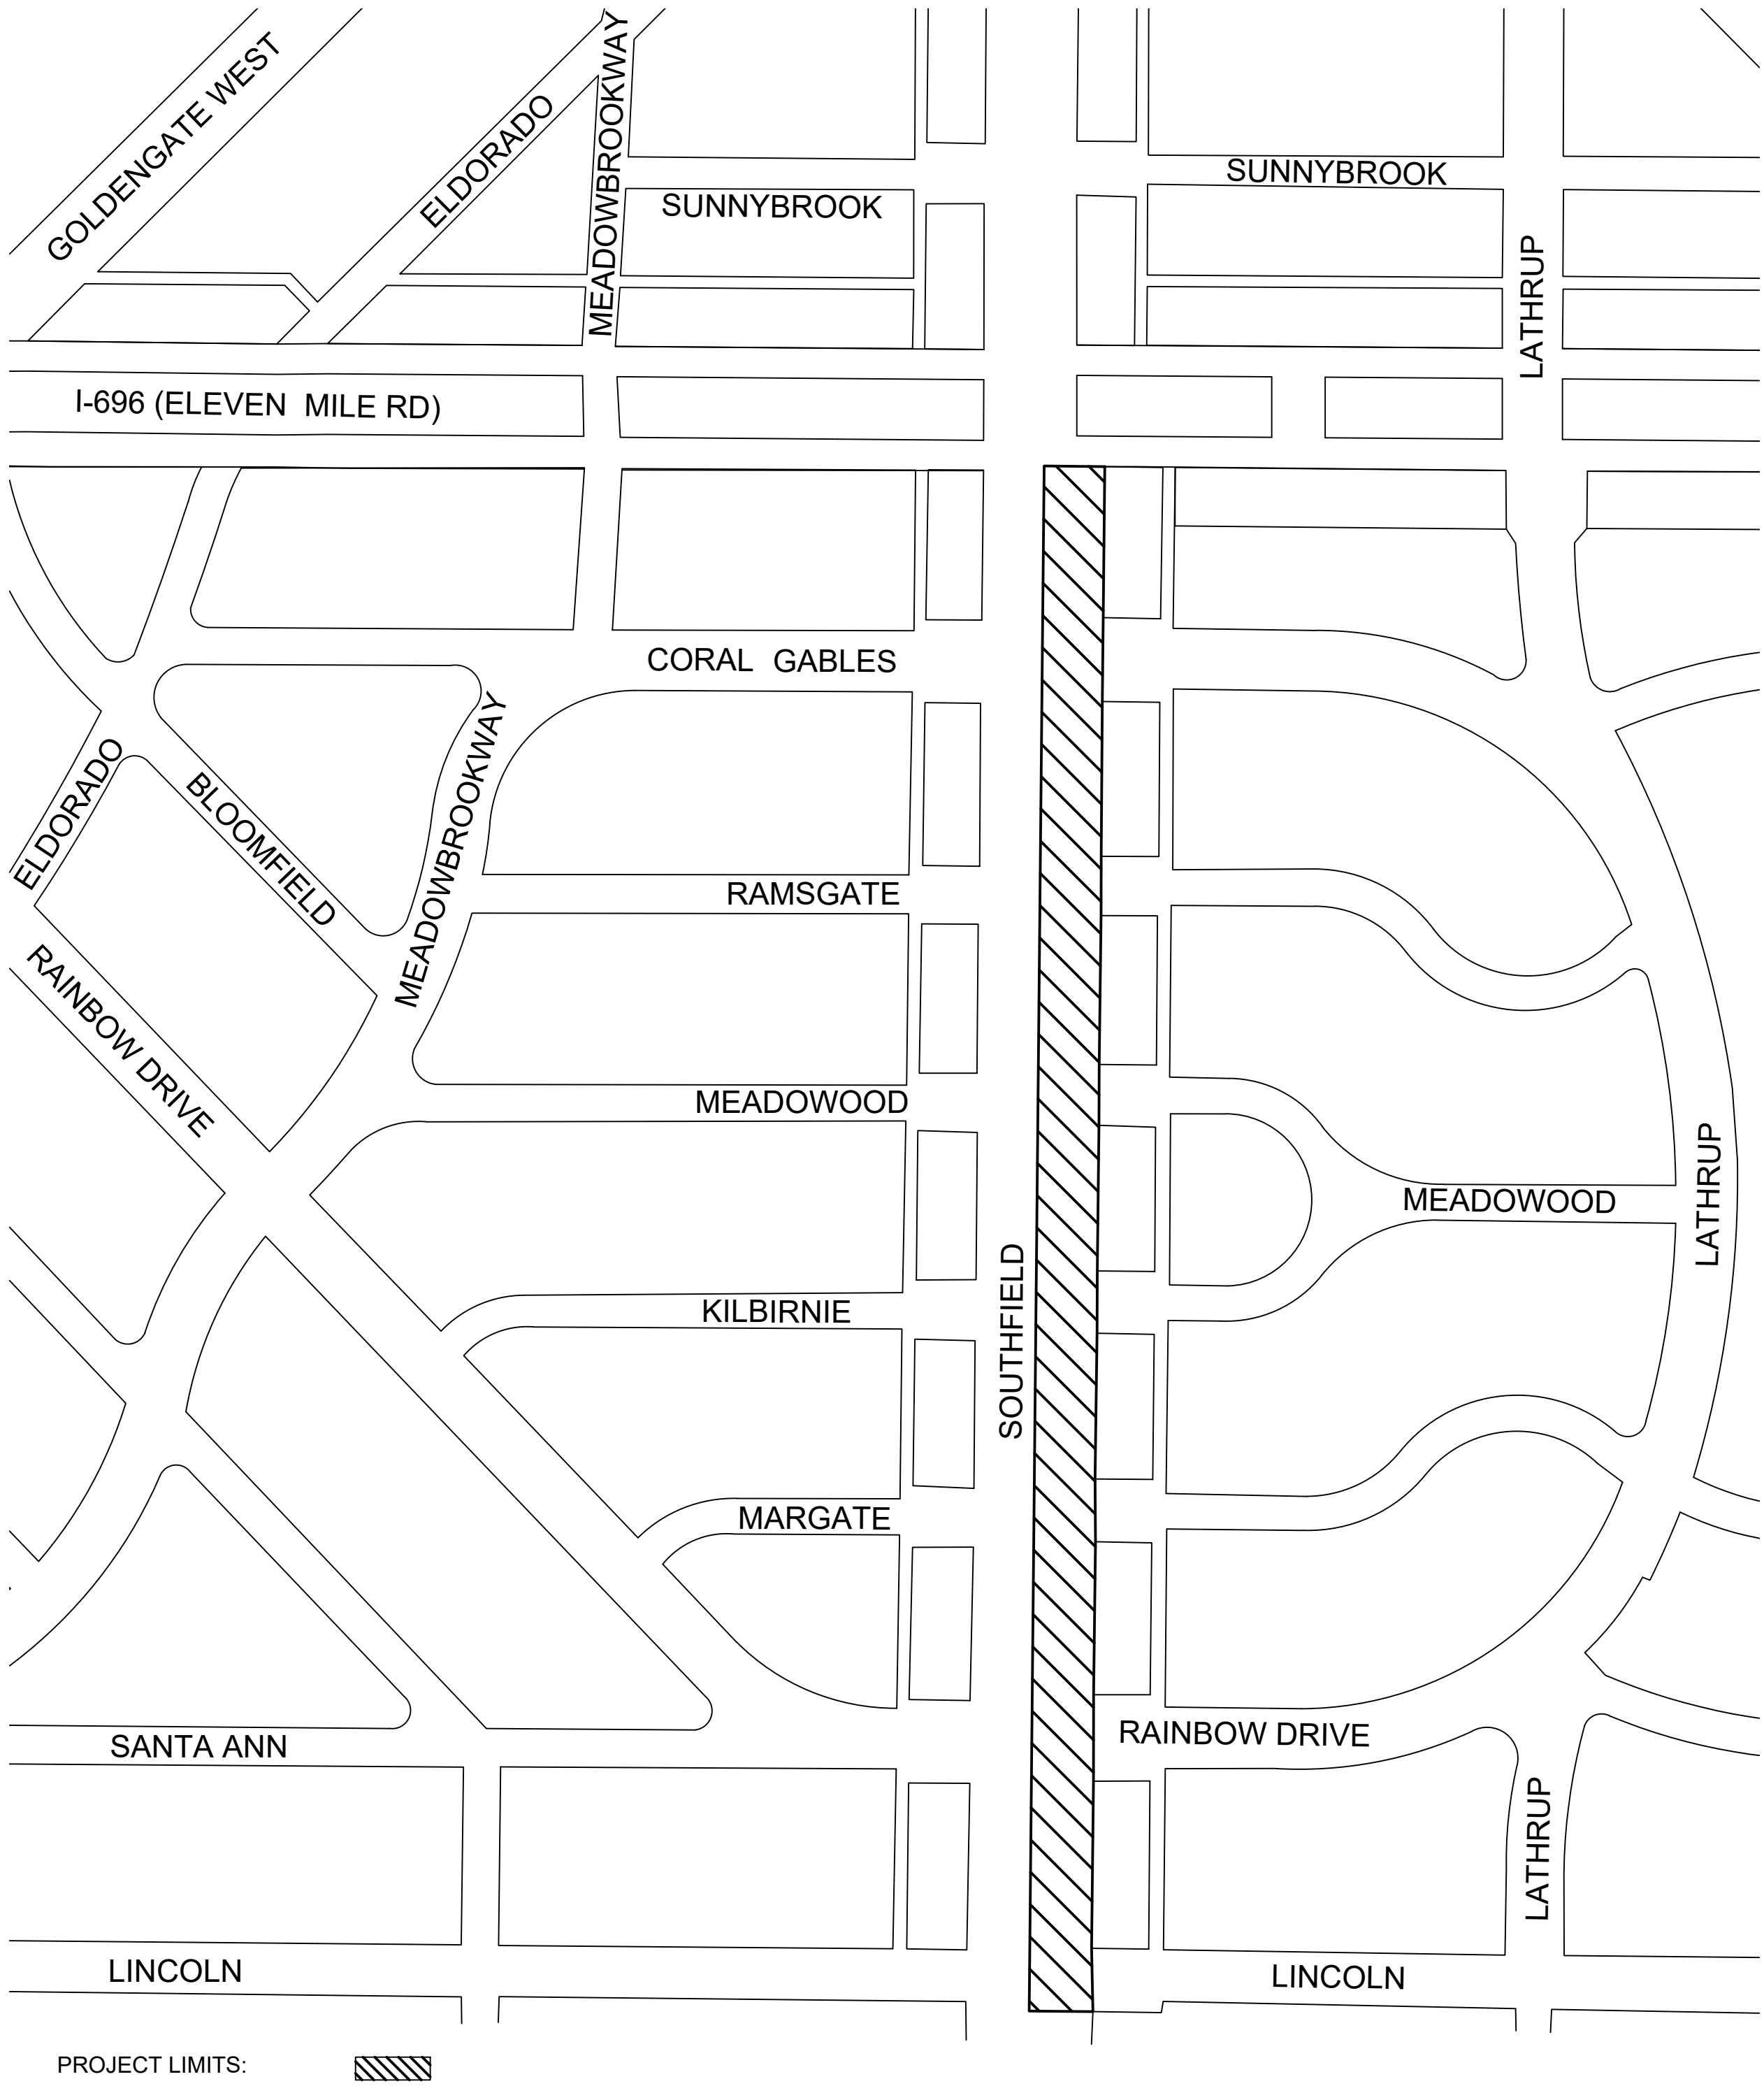 GOLDENGATE WEST
ELDORADO
MEADOWBROOKWAY
SUNNYBROOK
SUNNYBROOK
LATHRUP
I-696 (ELEVEN MILE RD)
CORAL GABLES
ELDORADO
BLOOMFIELD
MEADOWBROOKWAY
RAMSGATE
RAINBOW DRIVE
MEADOWOOD
MEADOWOOD
LATHRUP
KILBIRNIE
SOUTHFIELD
MARGATE
SANTA ANN
RAINBOW DRIVE
LATHRUP
LINCOLN
LINCOLN
PROJECT LIMITS: